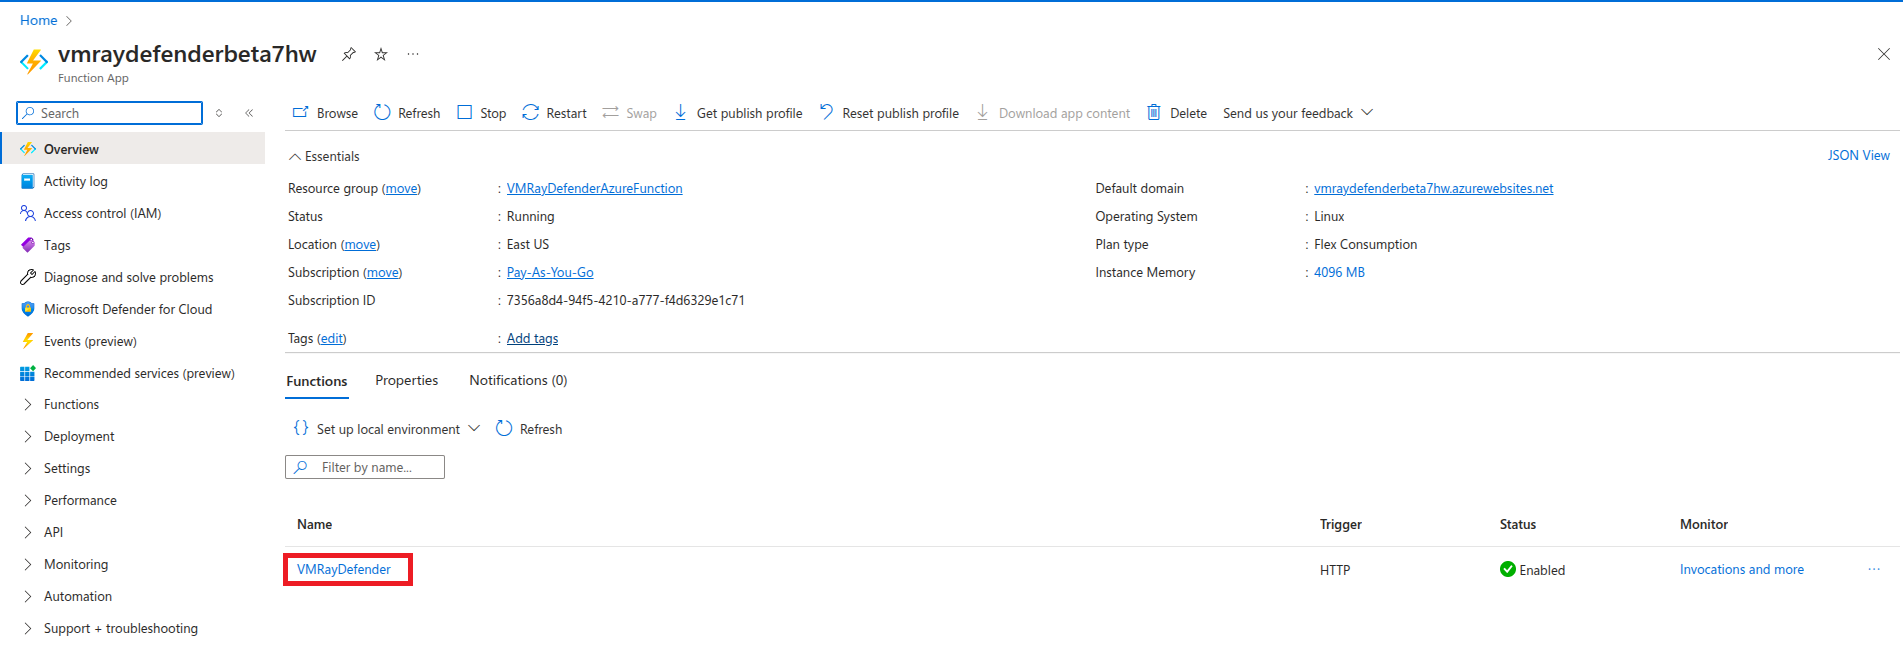 Home
vmraydefenderbeta7hw
Function App
Search
Browse Refresh Stop Restart Swap Get publish profile Reset publish profile Download app content Delete Send us your feedback
Overview
Activity log
Access control (IAM)
Tags
Diagnose and solve problems
Microsoft Defender for Cloud
Events (preview)
Recommended services (preview)
Functions
Deployment
Settings
Performance
API
Monitoring
Automation
Support + troubleshooting
Essentials
JSON View
Resource group (move) : VMRayDefenderAzureFunction
Status : Running
Location (move) : East US
Subscription (move) : Pay-As-You-Go
Subscription ID : 7356a8d4-94f5-4210-a777-f4d6329e1c71
Tags (edit) : Add tags
Default domain : vmraydefenderbeta7hw.azurewebsites.net
Operating System : Linux
Plan type : Flex Consumption
Instance Memory : 4096 MB
Functions Properties Notifications (0)
{} Set up local environment Refresh
Filter by name...
Name Trigger Status Monitor
VMRayDefender HTTP Enabled Invocations and more ...